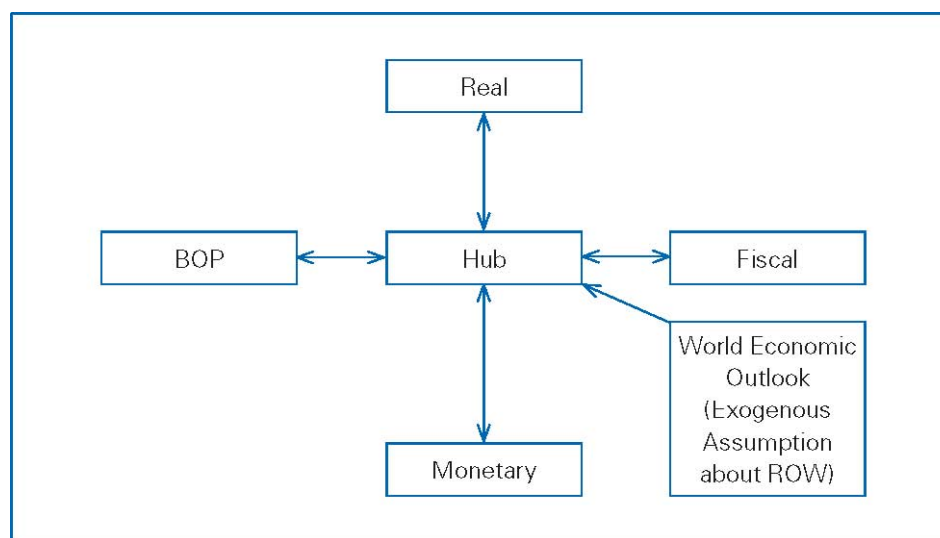 Real
BOP
Hub
Fiscal
World Economic
Outlook
(Exogenous
Assumption
about ROW)
Monetary